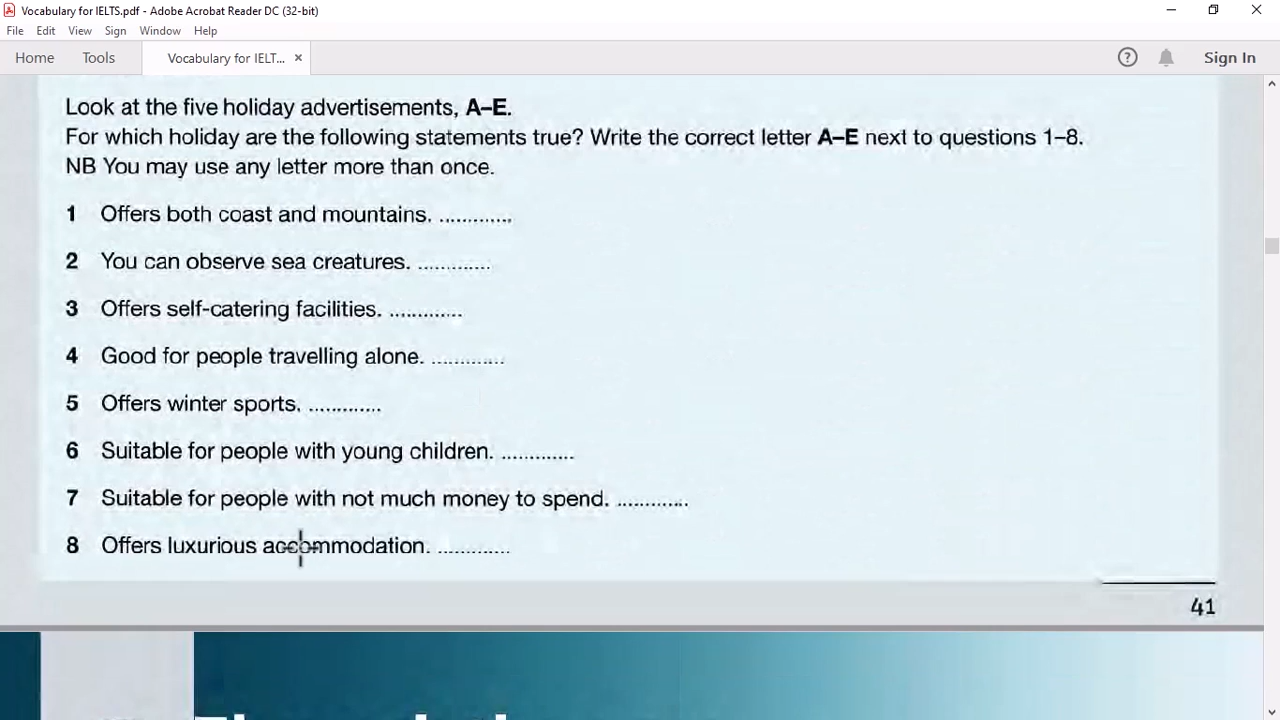 Vocabulary for IELTS.pdf - Adobe Acrobat Reader DC (32-bit)
File Edit View Sign Window Help
Home Tools Vocabulary for IELT... × Sign In
Look at the five holiday advertisements, A–E.
For which holiday are the following statements true? Write the correct letter A–E next to questions 1–8.
NB You may use any letter more than once.
1 Offers both coast and mountains. .............
2 You can observe sea creatures. .............
3 Offers self-catering facilities. .............
4 Good for people travelling alone. .............
5 Offers winter sports. .............
6 Suitable for people with young children. .............
7 Suitable for people with not much money to spend. .............
8 Offers luxurious accommodation. .............
41